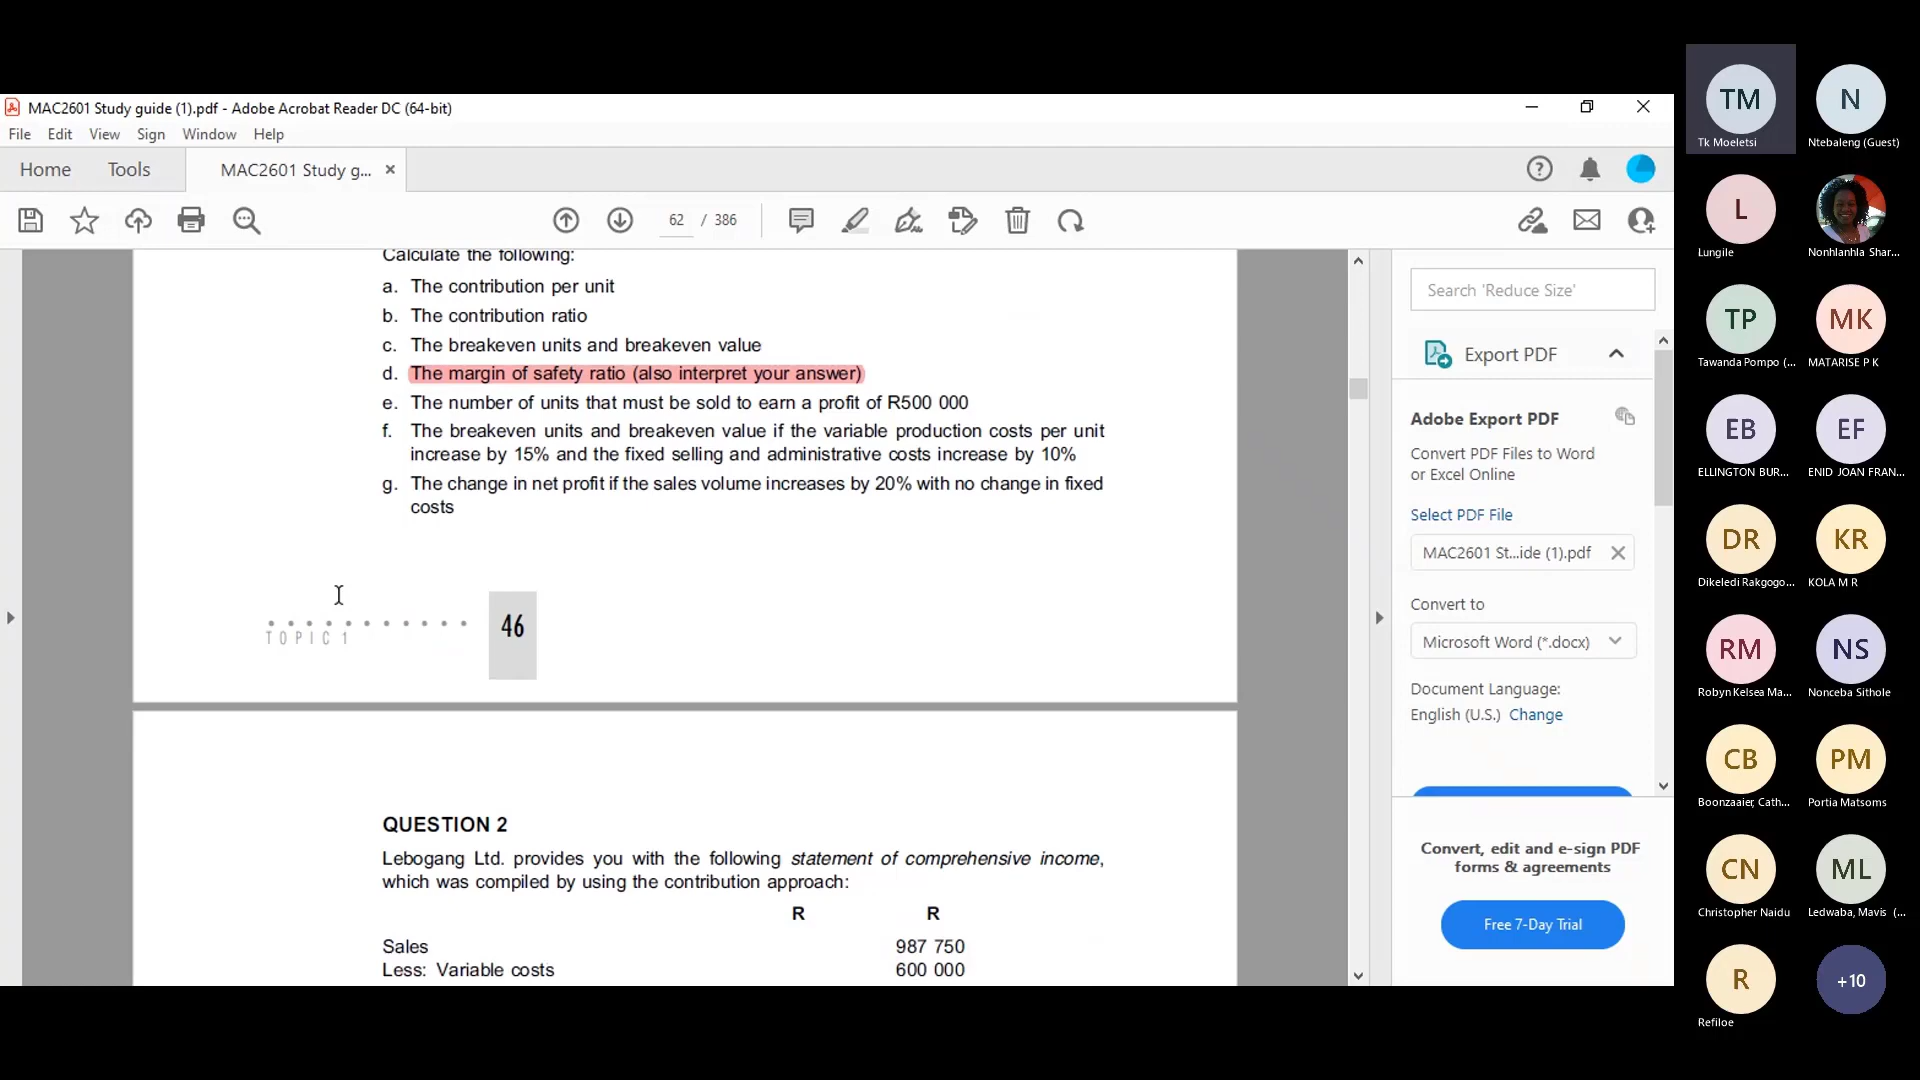 MAC2601 Study guide (1).pdf - Adobe Acrobat Reader DC (64-bit)
File Edit View Sign Window Help
Home Tools MAC2601 Study g...
62 / 386
Calculate the following:
a. The contribution per unit
b. The contribution ratio
c. The breakeven units and breakeven value
d. The margin of safety ratio (also interpret your answer)
e. The number of units that must be sold to earn a profit of R500 000
f. The breakeven units and breakeven value if the variable production costs per unit
increase by 15% and the fixed selling and administrative costs increase by 10%
g. The change in net profit if the sales volume increases by 20% with no change in fixed
costs
TOPIC 1
46
QUESTION 2
Lebogang Ltd. provides you with the following statement of comprehensive income,
which was compiled by using the contribution approach:
R R
Sales 987 750
Less: Variable costs 600 000
Search 'Reduce Size'
Export PDF
Adobe Export PDF
Convert PDF Files to Word
or Excel Online
Select PDF File
MAC2601 St...ide (1).pdf
Convert to
Microsoft Word (*.docx)
Document Language:
English (U.S.) Change
Convert, edit and e-sign PDF
forms & agreements
Free 7-Day Trial
TM N
Tk Moeletsi Ntebaleng (Guest)
L
Lungile Nonhlanhla Shar...
TP MK
Tawanda Pompo (... MATARISE P K
EB EF
ELLINGTON BUR... ENID JOAN FRAN...
DR KR
Dikeledi Rakgogo... KOLA M R
RM NS
Robyn Kelsea Ma... Nonceba Sithole
CB PM
Boonzaaier, Cath... Portia Matsoms
CN ML
Christopher Naidu Ledwaba, Mavis (...
R +10
Refiloe